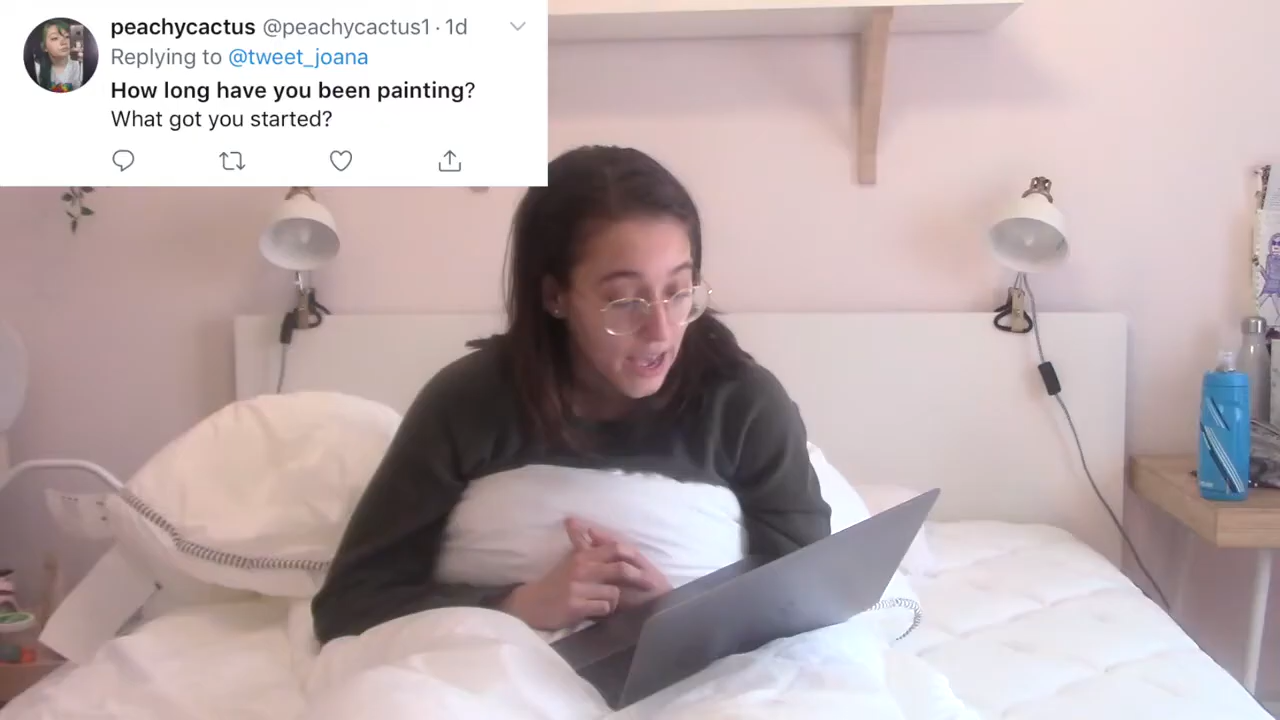 peachycactus @peachycactus1 · 1d
Replying to @tweet_joana
How long have you been painting?
What got you started?